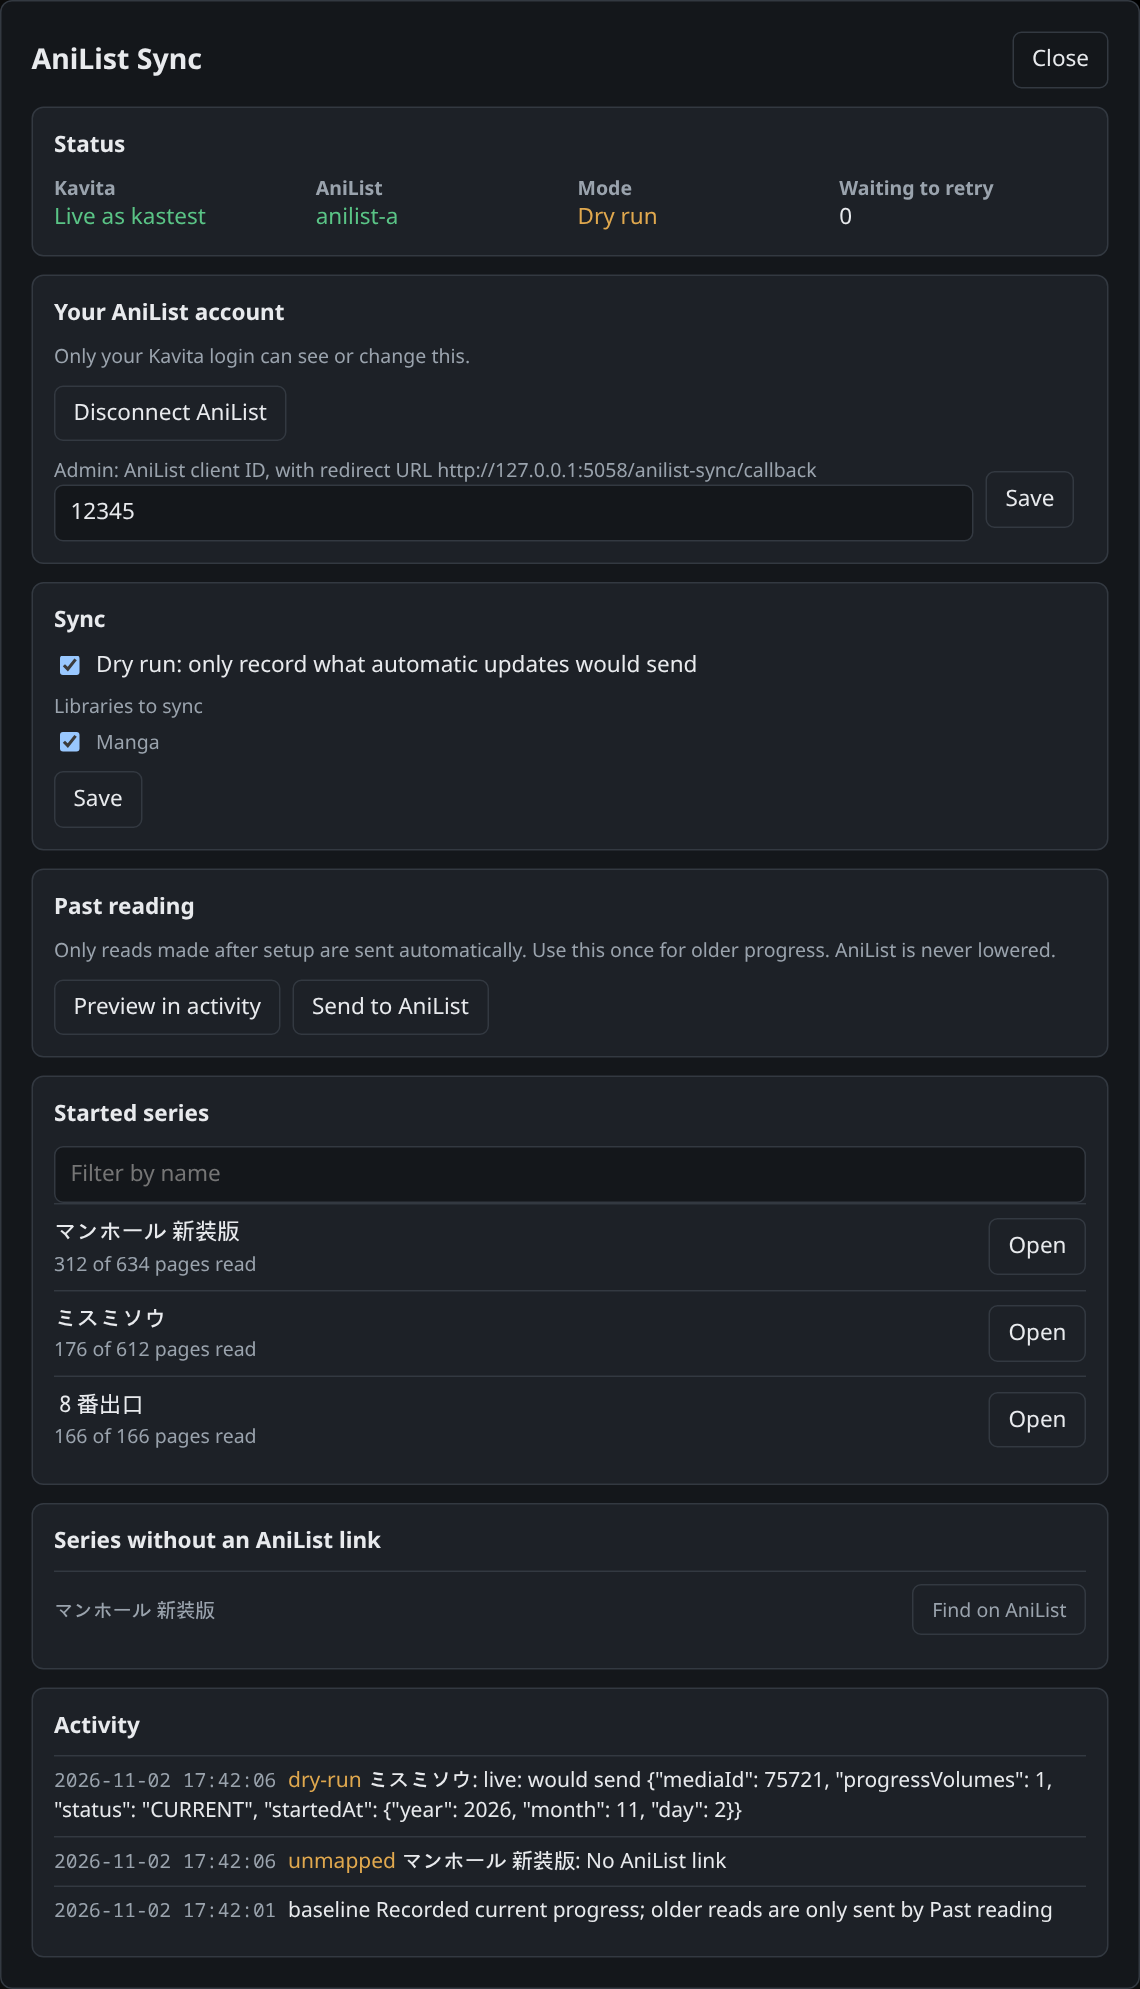 AniList Sync
Close
Status
Kavita
Live as kastest
AniList
anilist-a
Mode
Dry run
Waiting to retry
0
Your AniList account
Only your Kavita login can see or change this.
Disconnect AniList
Admin: AniList client ID, with redirect URL http://127.0.0.1:5058/anilist-sync/callback
12345
Save
Sync
Dry run: only record what automatic updates would send
Libraries to sync
Manga
Save
Past reading
Only reads made after setup are sent automatically. Use this once for older progress. AniList is never lowered.
Preview in activity
Send to AniList
Started series
Filter by name
マンホール 新装版
312 of 634 pages read
Open
ミスミソウ
176 of 612 pages read
Open
8番出口
166 of 166 pages read
Open
Series without an AniList link
マンホール 新装版
Find on AniList
Activity
2026-11-02 17:42:06 dry-run ミスミソウ: live: would send {"mediaId": 75721, "progressVolumes": 1,
"status": "CURRENT", "startedAt": {"year": 2026, "month": 11, "day": 2}}
2026-11-02 17:42:06 unmapped マンホール 新装版: No AniList link
2026-11-02 17:42:01 baseline Recorded current progress; older reads are only sent by Past reading